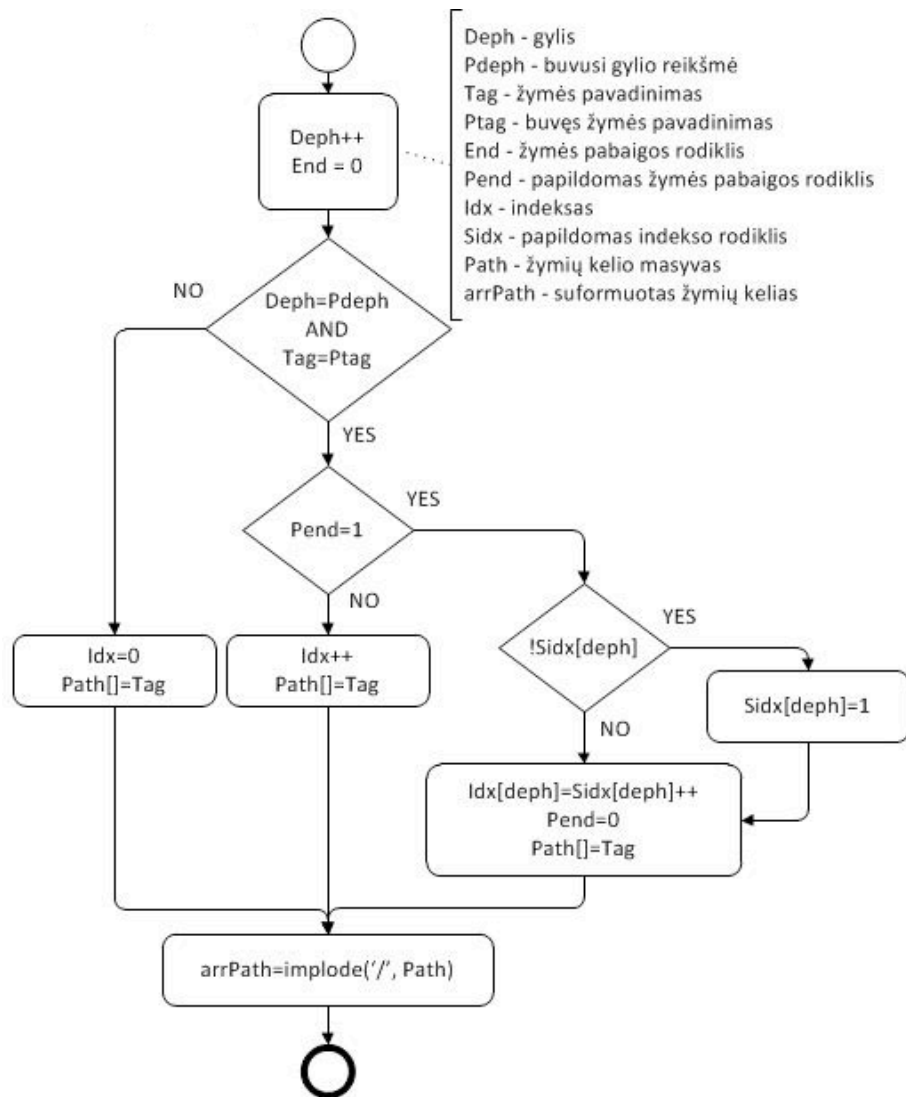 Deph - gylis
Pdeph - buvusi gylio reikšmė
Tag - žymės pavadinimas
Ptag - buvęs žymės pavadinimas
End - žymės pabaigos rodiklis
Pend - papildomas žymės pabaigos rodiklis
Idx - indeksas
Sidx - papildomas indekso rodiklis
Path - žymių kelio masyvas
arrPath - suformuotas žymių kelias
Deph++
End = 0
Deph=Pdeph
AND
Tag=Ptag
NO
YES
Pend=1
YES
NO
!Sidx[deph]
YES
NO
Idx=0
Path[]=Tag
Idx++
Path[]=Tag
Sidx[deph]=1
Idx[deph]=Sidx[deph]++
Pend=0
Path[]=Tag
arrPath=implode(‘/’, Path)